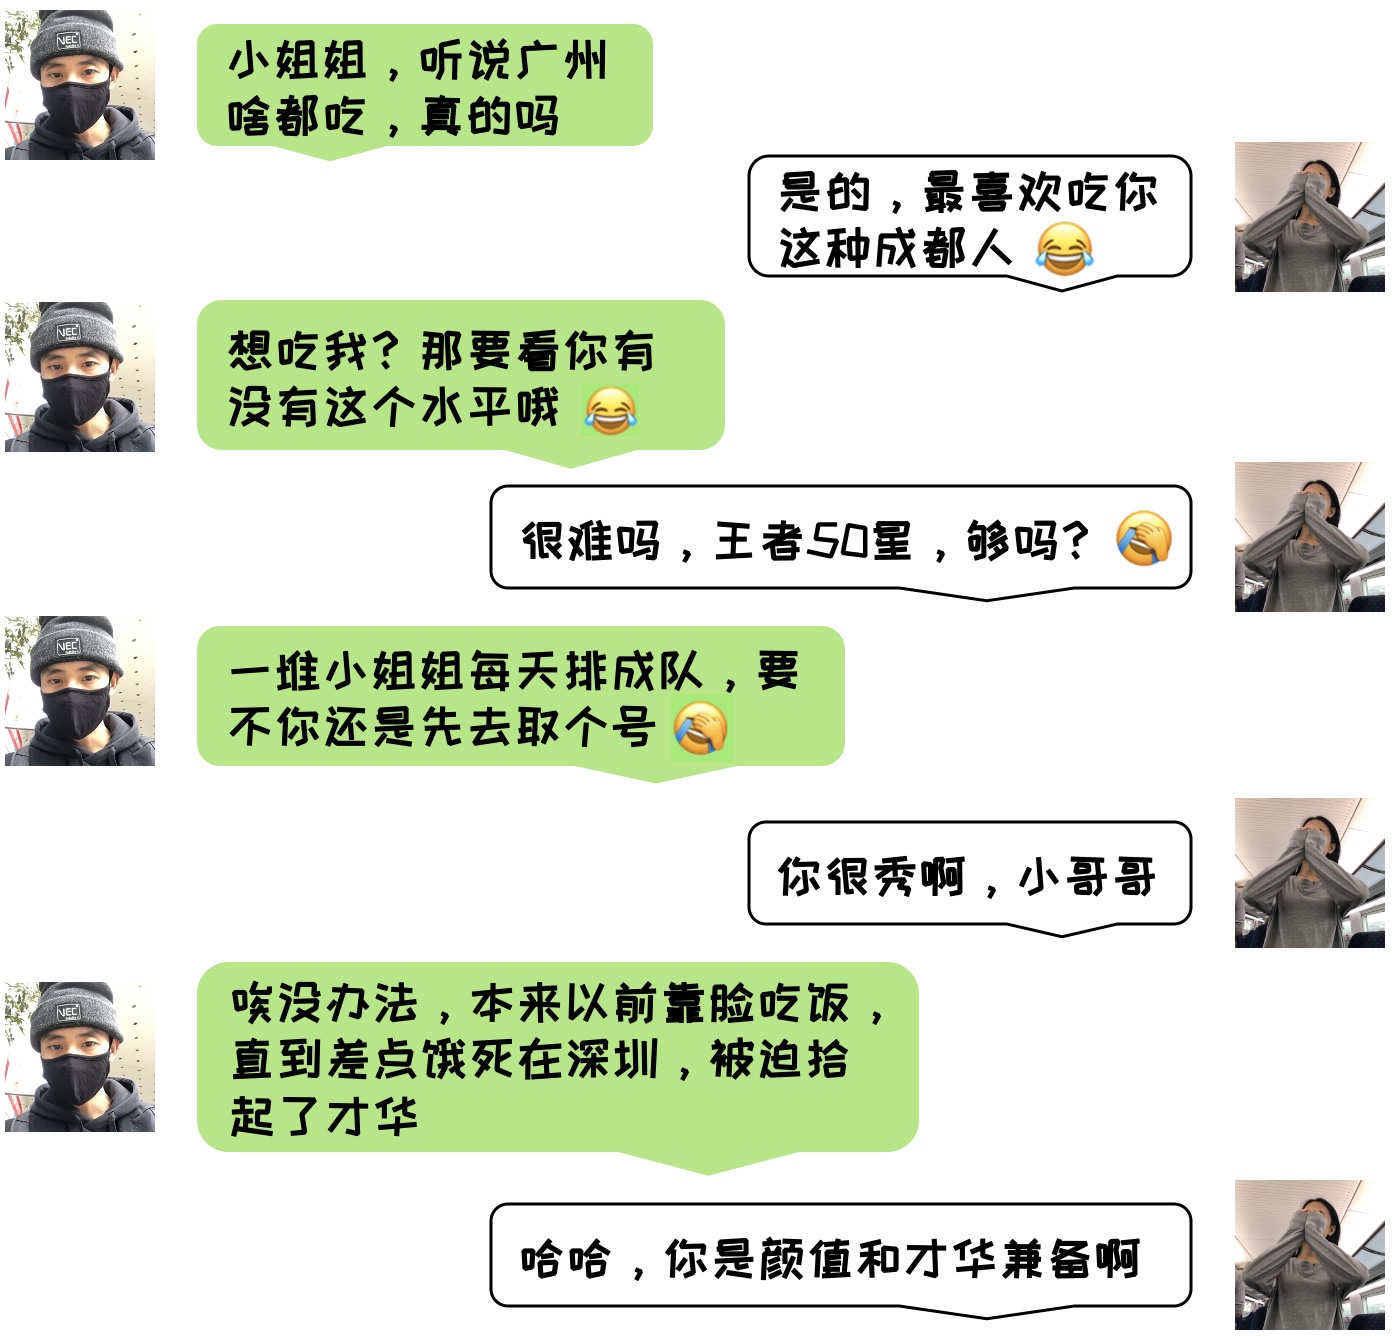 小姐姐，听说广州
啥都吃，真的吗
是的，最喜欢吃你
这种成都人😂
想吃我？那要看你有
没有这个水平哦😂
很难吗，王者50星，够吗？🤦
一堆小姐姐每天排成队，要
不你还是先去取个号🤦
你很秀啊，小哥哥
唉没办法，本来以前靠脸吃饭，
直到差点饿死在深圳，被迫拾
起了才华
哈哈，你是颜值和才华兼备啊